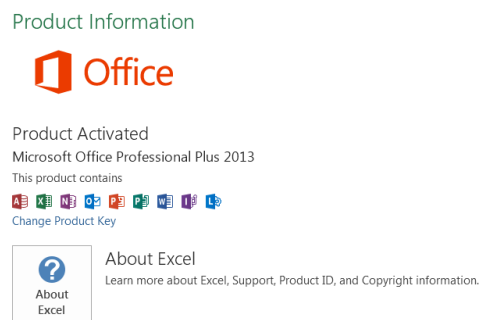 Product Information
Office
Product Activated
Microsoft Office Professional Plus 2013
This product contains
A X N O P P W I L
Change Product Key
?
About Excel
Learn more about Excel, Support, Product ID, and Copyright information.
About
Excel